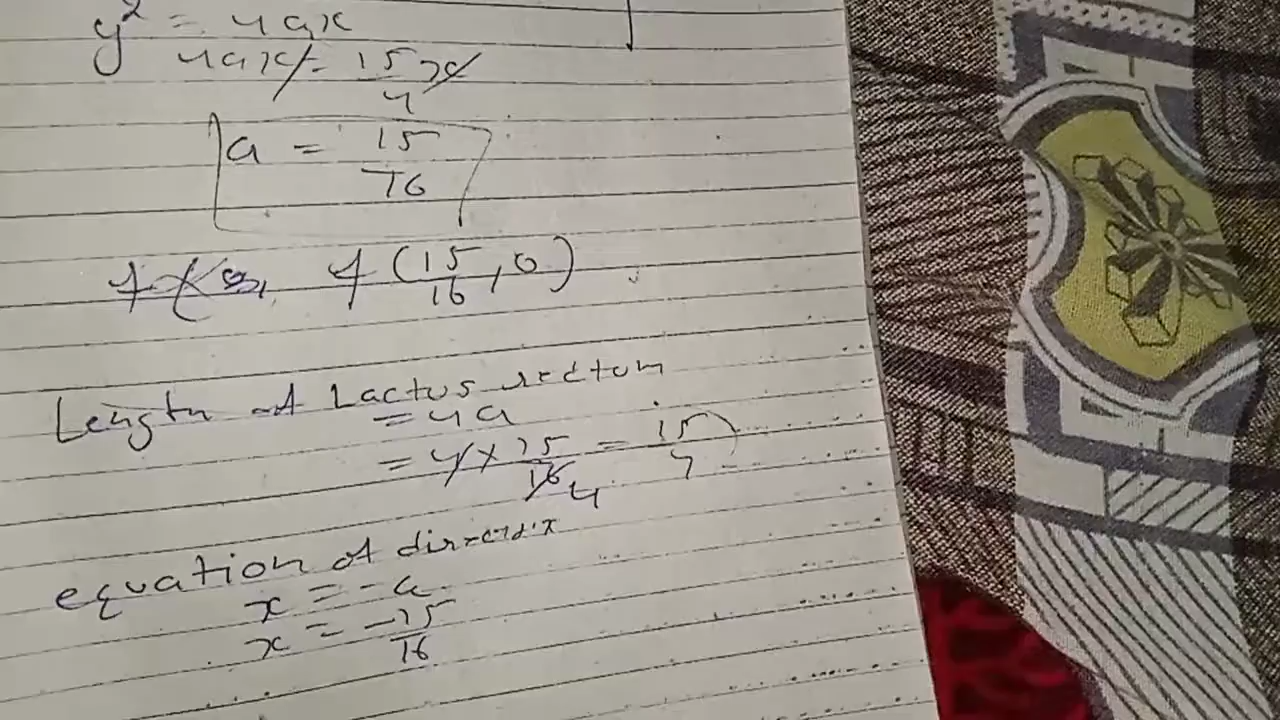 y² = 4ax
4ax = 15x/4
a = 15/16
f(15/16, 0)
Length of Lactus rectum
= 4a
= 4 × 15/16 4 = 15/4
equation of directrix
x = -a
x = -15/16